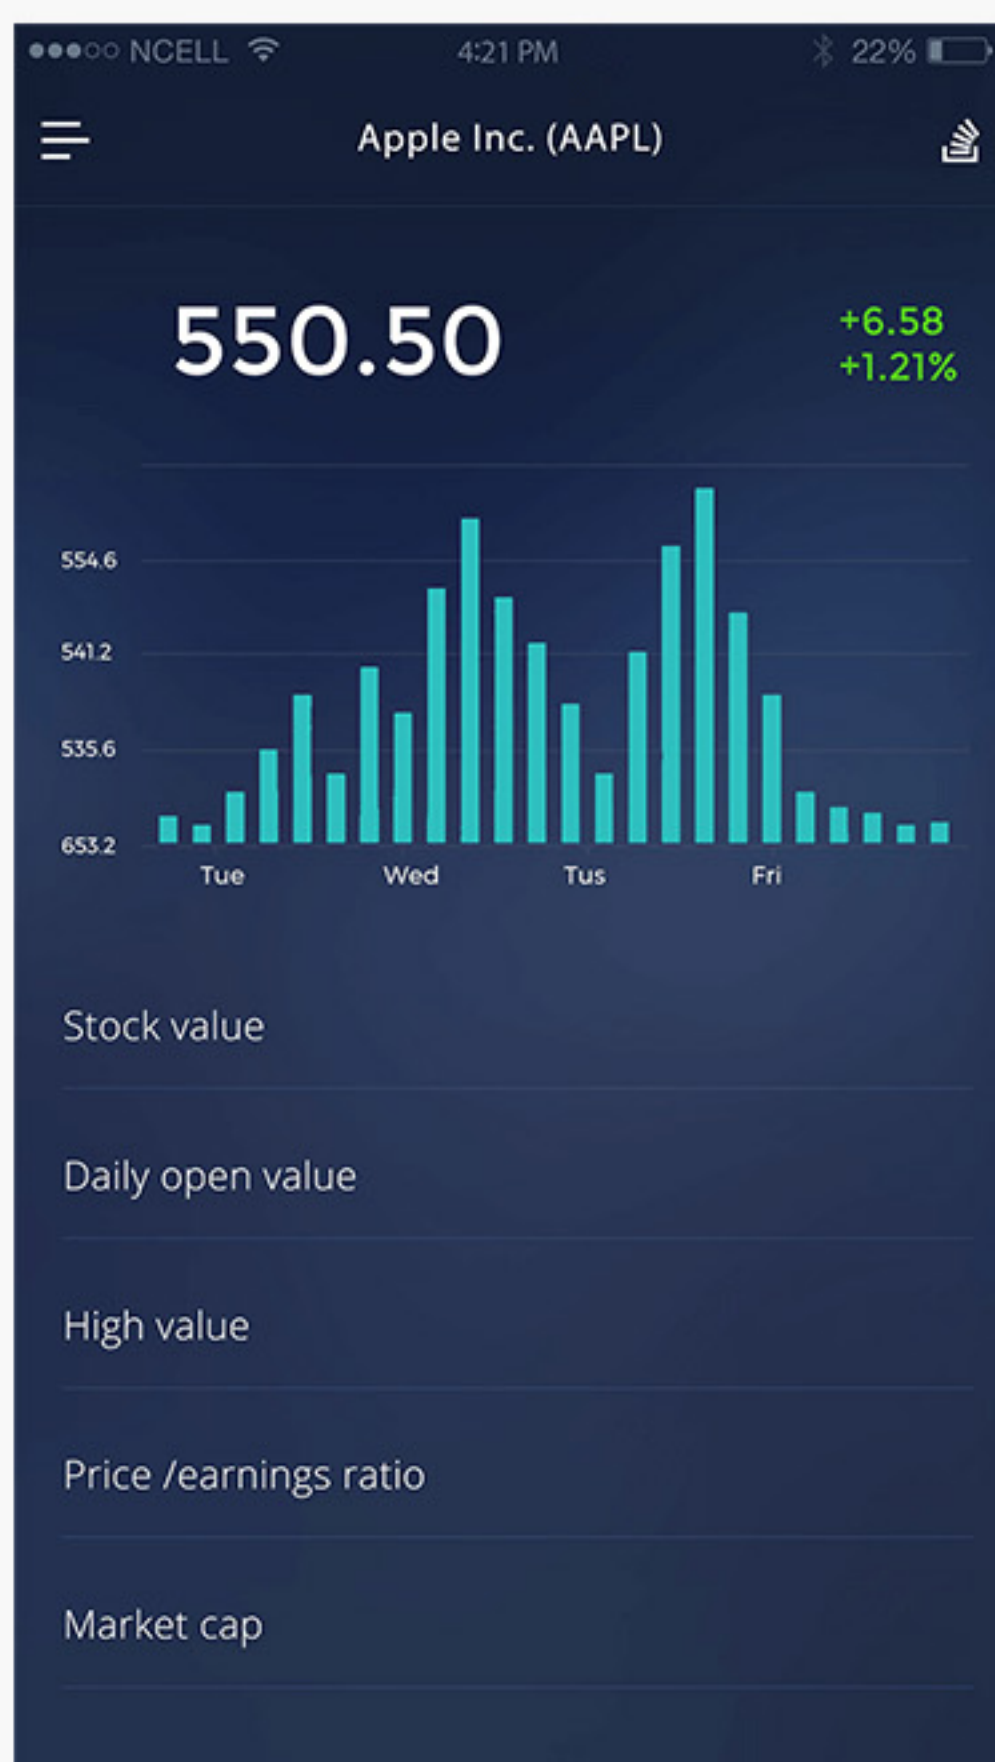 NCELL 4:21 PM 22%
Apple Inc. (AAPL)
550.50
+6.58
+1.21%
554.6
541.2
535.6
653.2
Tue Wed Tus Fri
Stock value
Daily open value
High value
Price /earnings ratio
Market cap